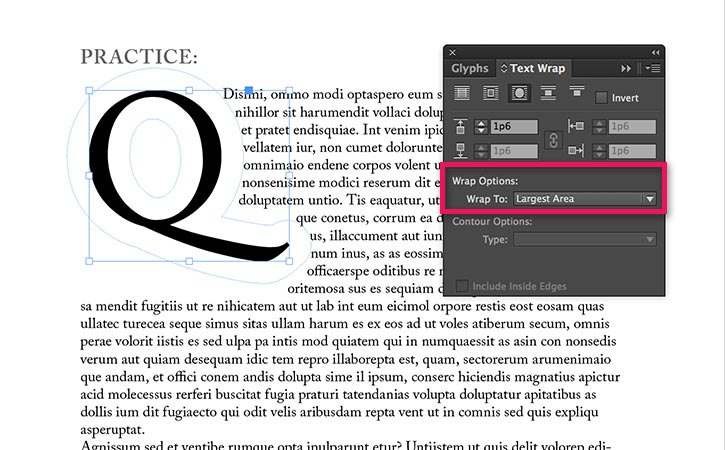 PRACTICE:
Q
Disimi, ommo modi optaspero eum s
nihillor sit harumendit vollaci dolup
et pratet endisquiae. Int venim ipid
vellatem iur, non cumet dolorunte
omnimaio endene corpos volent u
nonsenisime modici reserum dit e
doluptatem untio. Tis eaquatur, ut
que conetus, corrum ea d
us, illaccument aut iun
num inus, as as eossim
officaerspe oditibus re n
oritemosa sus es sequiam d
sa mendit fugitiis ut re nihicatem aut ut lab int eum eicimol orpore restis eost eosam quas
ullatec turecea seque simus sitas ullam harum es ex eos ad ut voles atiberum secum, omnis
perae volorit iistis es sed ulpa pa intis mod quiatem qui in numquaessit as asin con nonsedis
verum aut quiam desequam idic tem repro illaborepta est, quam, sectorerum arumenimaio
que andam, et offici conem andis dolupta sime il ipsum, conserc hiciendis magnatius apictur
acid molecessus rerferi buscitat fugia praturi tatendanias volupta doluptatur apitatibus as
dollis ium dit fugiaecto qui odit velis aribusdam repta vent ut in comnis sed quis expliqu
asperuptat.
Agnissum sed et ventibe rumque opta inulparunt etur? Untiistem ut quis delit volorep edi-
Glyphs
Text Wrap
Invert
1p6
1p6
1p6
1p6
Wrap Options:
Wrap To: Largest Area
Contour Options:
Type:
Include Inside Edges